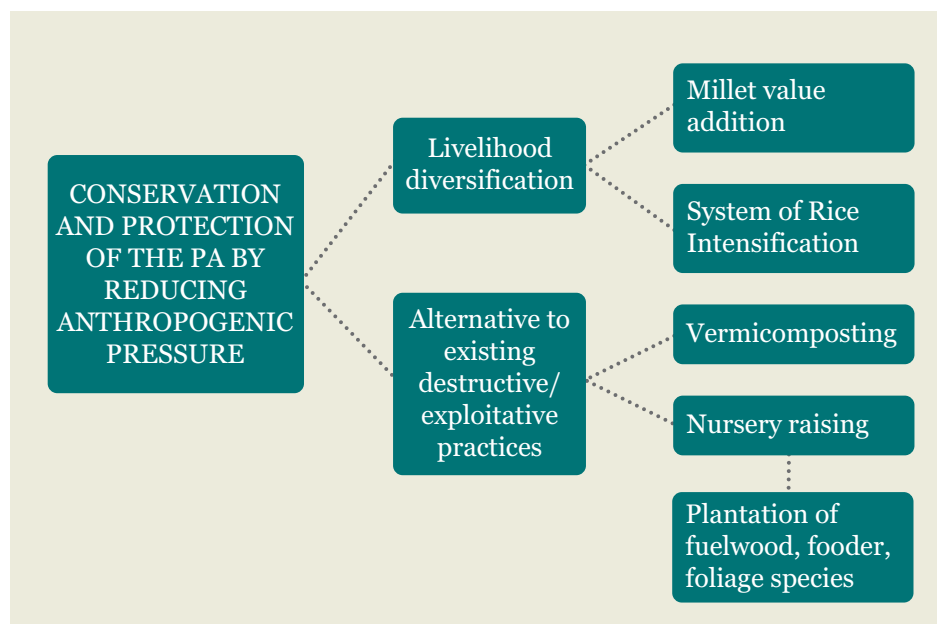 CONSERVATION
AND PROTECTION
OF THE PA BY
REDUCING
ANTHROPOGENIC
PRESSURE
Livelihood
diversification
Millet value
addition
System of Rice
Intensification
Alternative to
existing
destructive/
exploitative
practices
Vermicomposting
Nursery raising
Plantation of
fuelwood, fooder,
foliage species